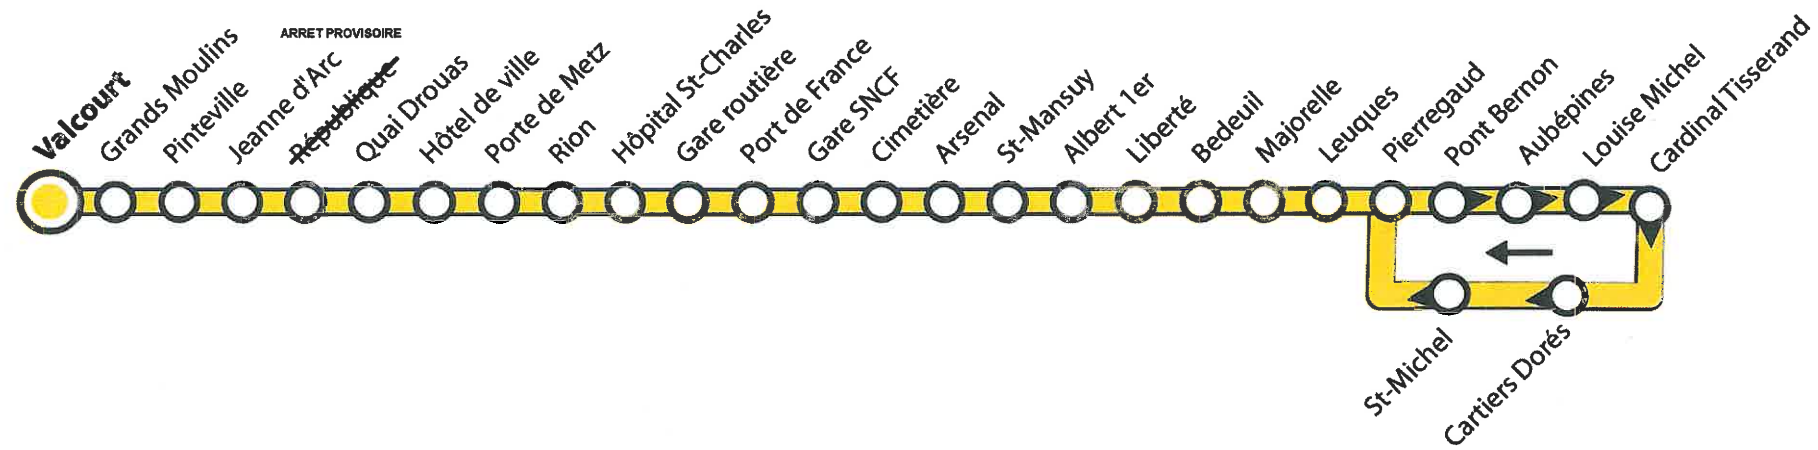 ARRET PROVISOIRE
Valcourt
Grands Moulins
Pinteville
Jeanne d'Arc
République
Quai Drouas
Hôtel de ville
Porte de Metz
Rion
Hôpital St-Charles
Gare routière
Port de France
Gare SNCF
Cimetière
Arsenal
St-Mansuy
Albert 1er
Liberté
Bedeuil
Majorelle
Leuques
Pierregaud
Pont Bernon
Aubépines
Louise Michel
Cardinal Tisserand
St-Michel
Cartiers Dorés